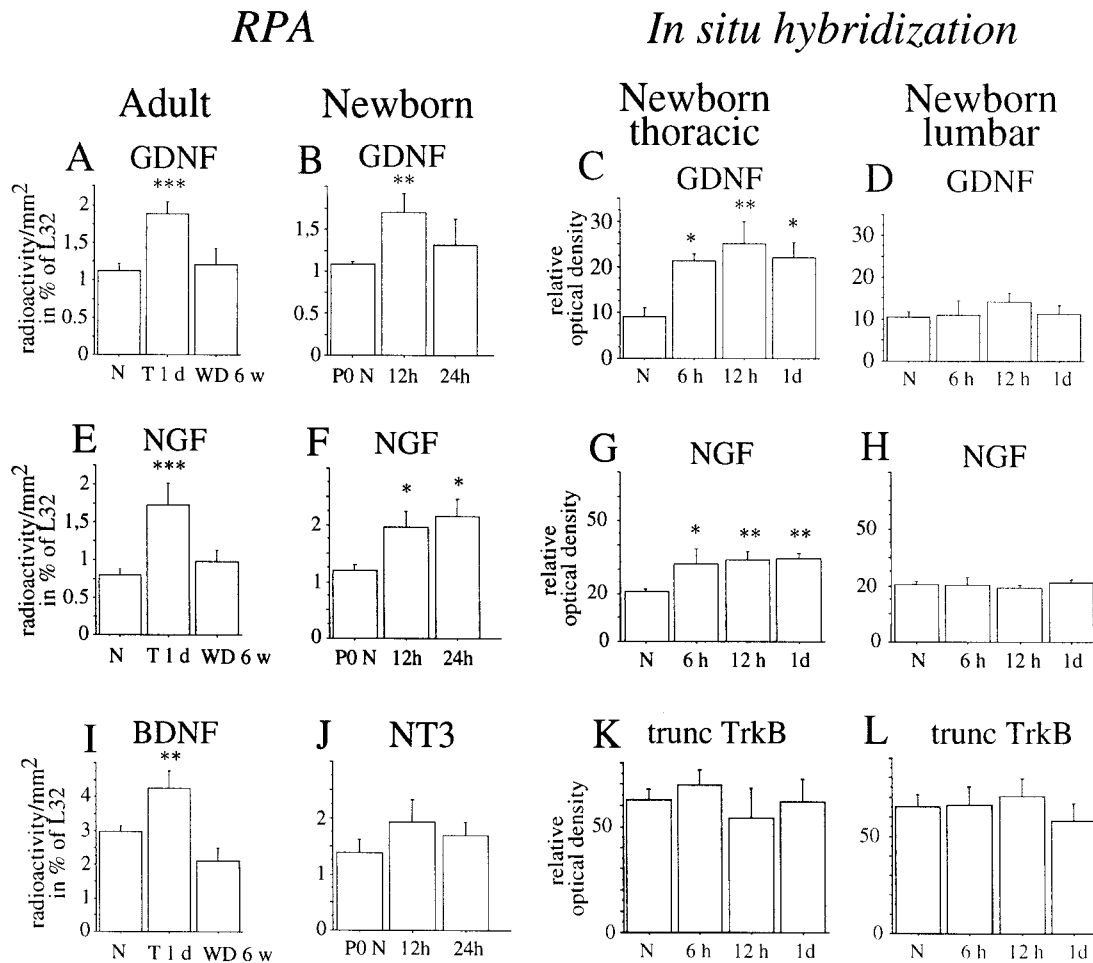 RPA
In situ hybridization
Adult
Newborn
Newborn thoracic
Newborn lumbar
A
GDNF
***
radioactivity/mm²
in % of L32
2
1.5
1
0.5
0
N T 1 d WD 6 w
B
GDNF
**
2
1.5
1
0.5
0
P0 N 12h 24h
C
GDNF
* ** *
relative
optical density
30
20
10
0
N 6 h 12 h 1d
D
GDNF
30
20
10
0
N 6 h 12 h 1d
E
NGF
***
radioactivity/mm²
in % of L32
2
1,5
1
0.5
0
N T 1 d WD 6 w
F
NGF
* *
2
1
0
P0 N 12h 24h
G
NGF
* ** **
relative
optical density
50
20
0
N 6 h 12 h 1d
H
NGF
50
20
0
N 6 h 12 h 1d
I
BDNF
**
radioactivity/mm²
in % of L32
4
3
2
1
0
N T 1 d WD 6 w
J
NT3
2
1
0
P0 N 12h 24h
K
trunc TrkB
relative
optical density
50
0
N 6 h 12 h 1d
L
trunc TrkB
50
0
N 6 h 12 h 1d